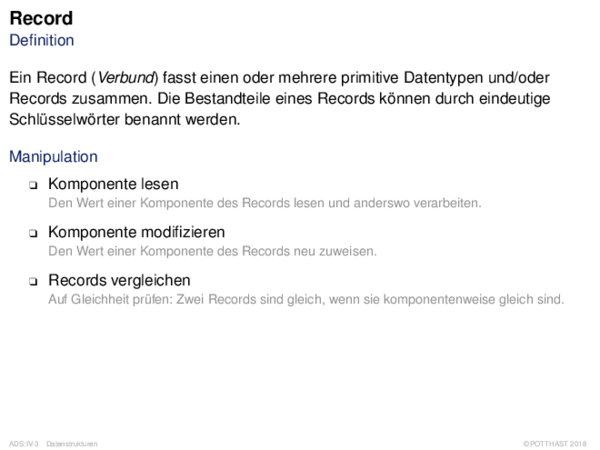 Record
Definition
Ein Record (Verbund) fasst einen oder mehrere primitive Datentypen und/oder
Records zusammen. Die Bestandteile eines Records können durch eindeutige
Schlüsselwörter benannt werden.
Manipulation
❑ Komponente lesen
Den Wert einer Komponente des Records lesen und anderswo verarbeiten.
❑ Komponente modifizieren
Den Wert einer Komponente des Records neu zuweisen.
❑ Records vergleichen
Auf Gleichheit prüfen: Zwei Records sind gleich, wenn sie komponentenweise gleich sind.
ADS:IV-3 Datenstrukturen © POTTHAST 2018